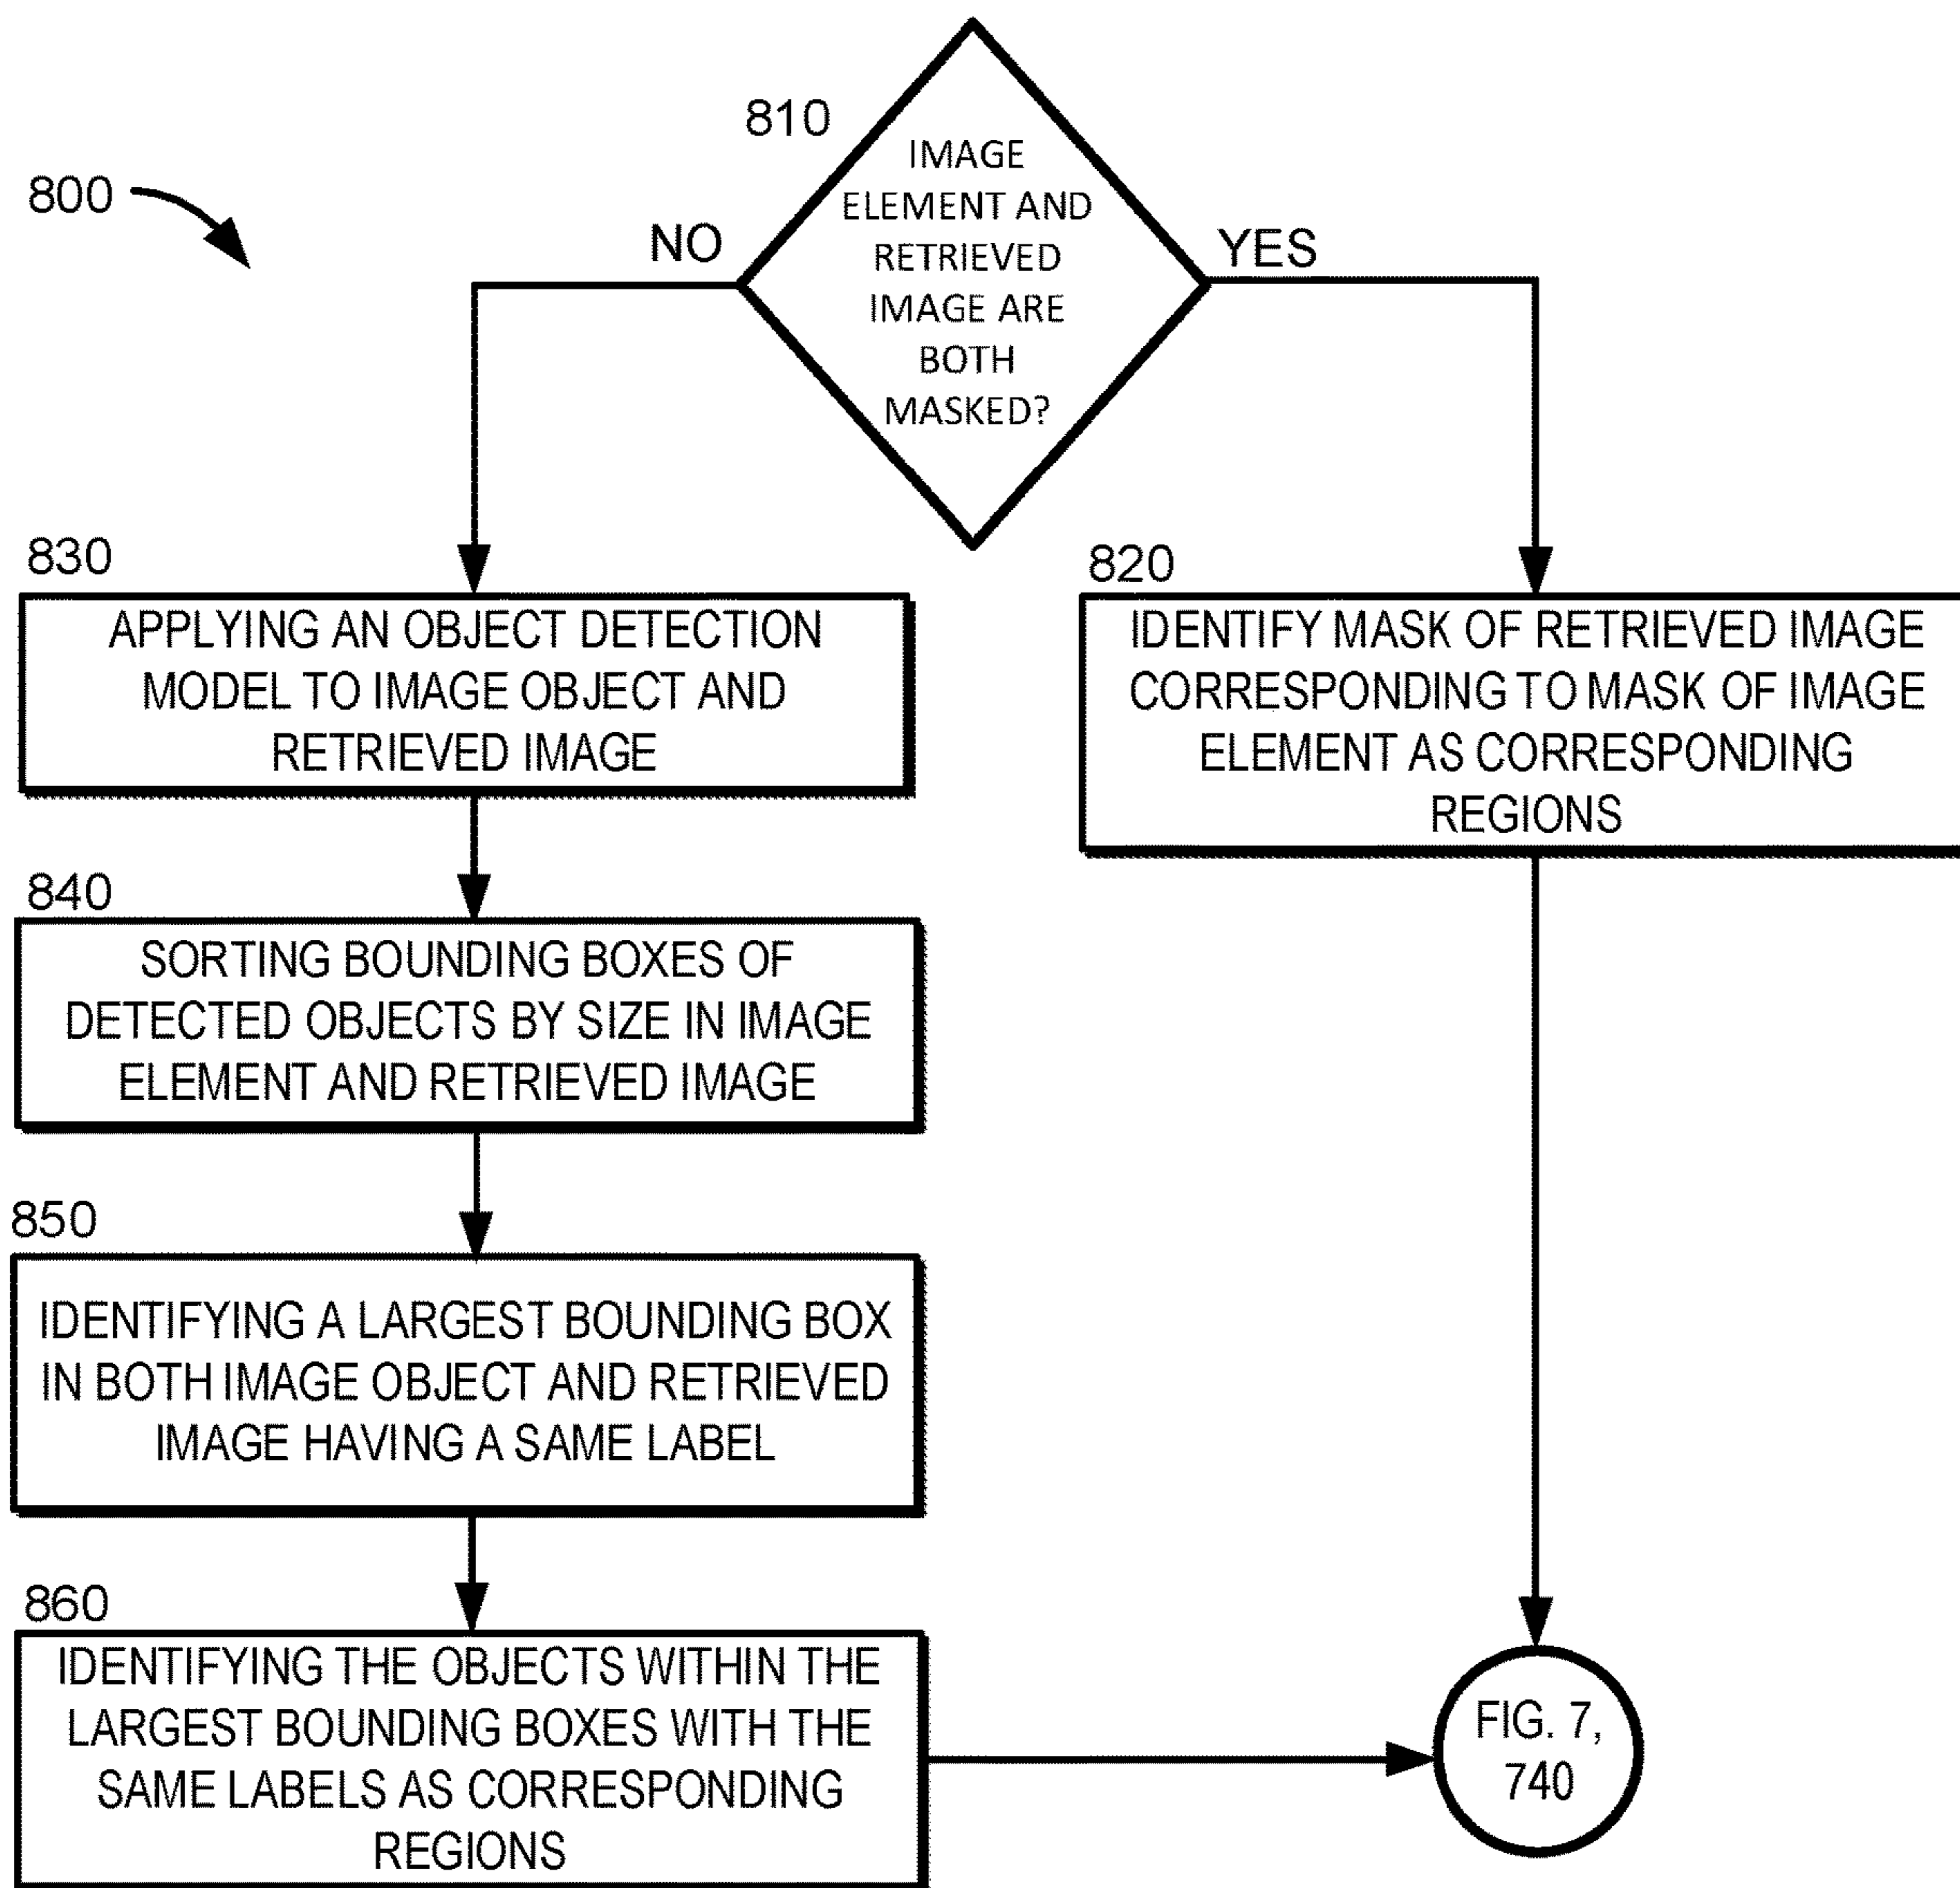 810
IMAGE
ELEMENT AND
RETRIEVED
IMAGE ARE
BOTH
MASKED?
800
NO
YES
830
APPLYING AN OBJECT DETECTION
MODEL TO IMAGE OBJECT AND
RETRIEVED IMAGE
820
IDENTIFY MASK OF RETRIEVED IMAGE
CORRESPONDING TO MASK OF IMAGE
ELEMENT AS CORRESPONDING
REGIONS
840
SORTING BOUNDING BOXES OF
DETECTED OBJECTS BY SIZE IN IMAGE
ELEMENT AND RETRIEVED IMAGE
850
IDENTIFYING A LARGEST BOUNDING BOX
IN BOTH IMAGE OBJECT AND RETRIEVED
IMAGE HAVING A SAME LABEL
860
IDENTIFYING THE OBJECTS WITHIN THE
LARGEST BOUNDING BOXES WITH THE
SAME LABELS AS CORRESPONDING
REGIONS
FIG. 7,
740